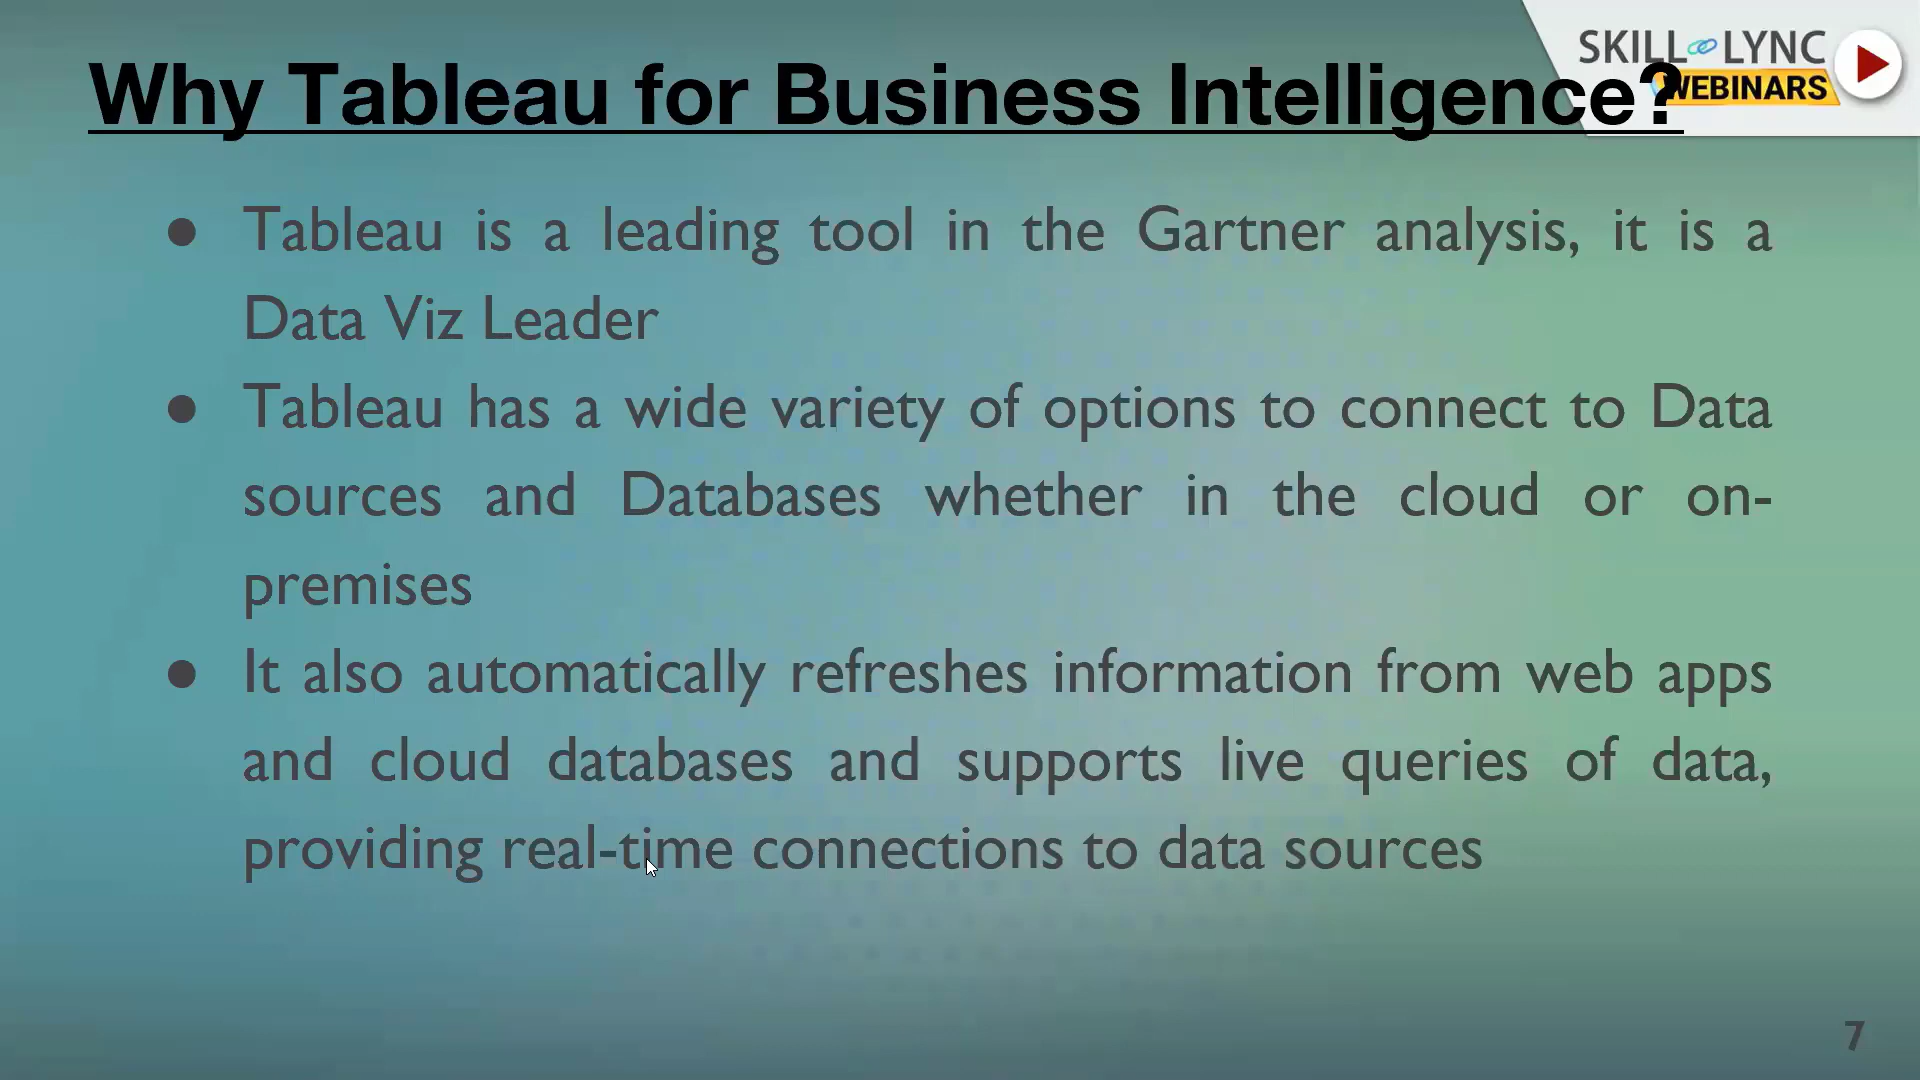 SKILL LYNC
WEBINARS
Why Tableau for Business Intelligence?
● Tableau is a leading tool in the Gartner analysis, it is a
Data Viz Leader
● Tableau has a wide variety of options to connect to Data
sources and Databases whether in the cloud or on-
premises
● It also automatically refreshes information from web apps
and cloud databases and supports live queries of data,
providing real-time connections to data sources
7